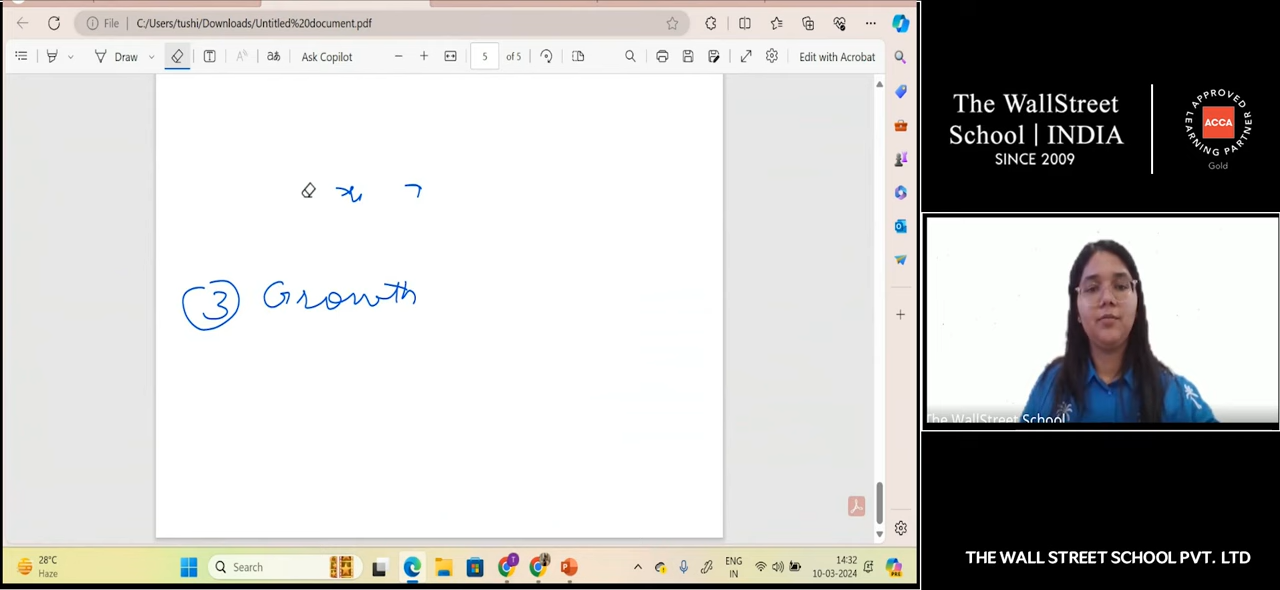 File C:/Users/tushi/Downloads/Untitled%20document.pdf
Draw Ask Copilot 5 of 5 Edit with Acrobat
x 7
3 Growth
28°C
Haze
Search
ENG
IN
14:32
10-03-2024
The WallStreet
School | INDIA
SINCE 2009
ACCA
APPROVED
LEARNING PARTNER
Gold
The WallStreet School
THE WALL STREET SCHOOL PVT. LTD